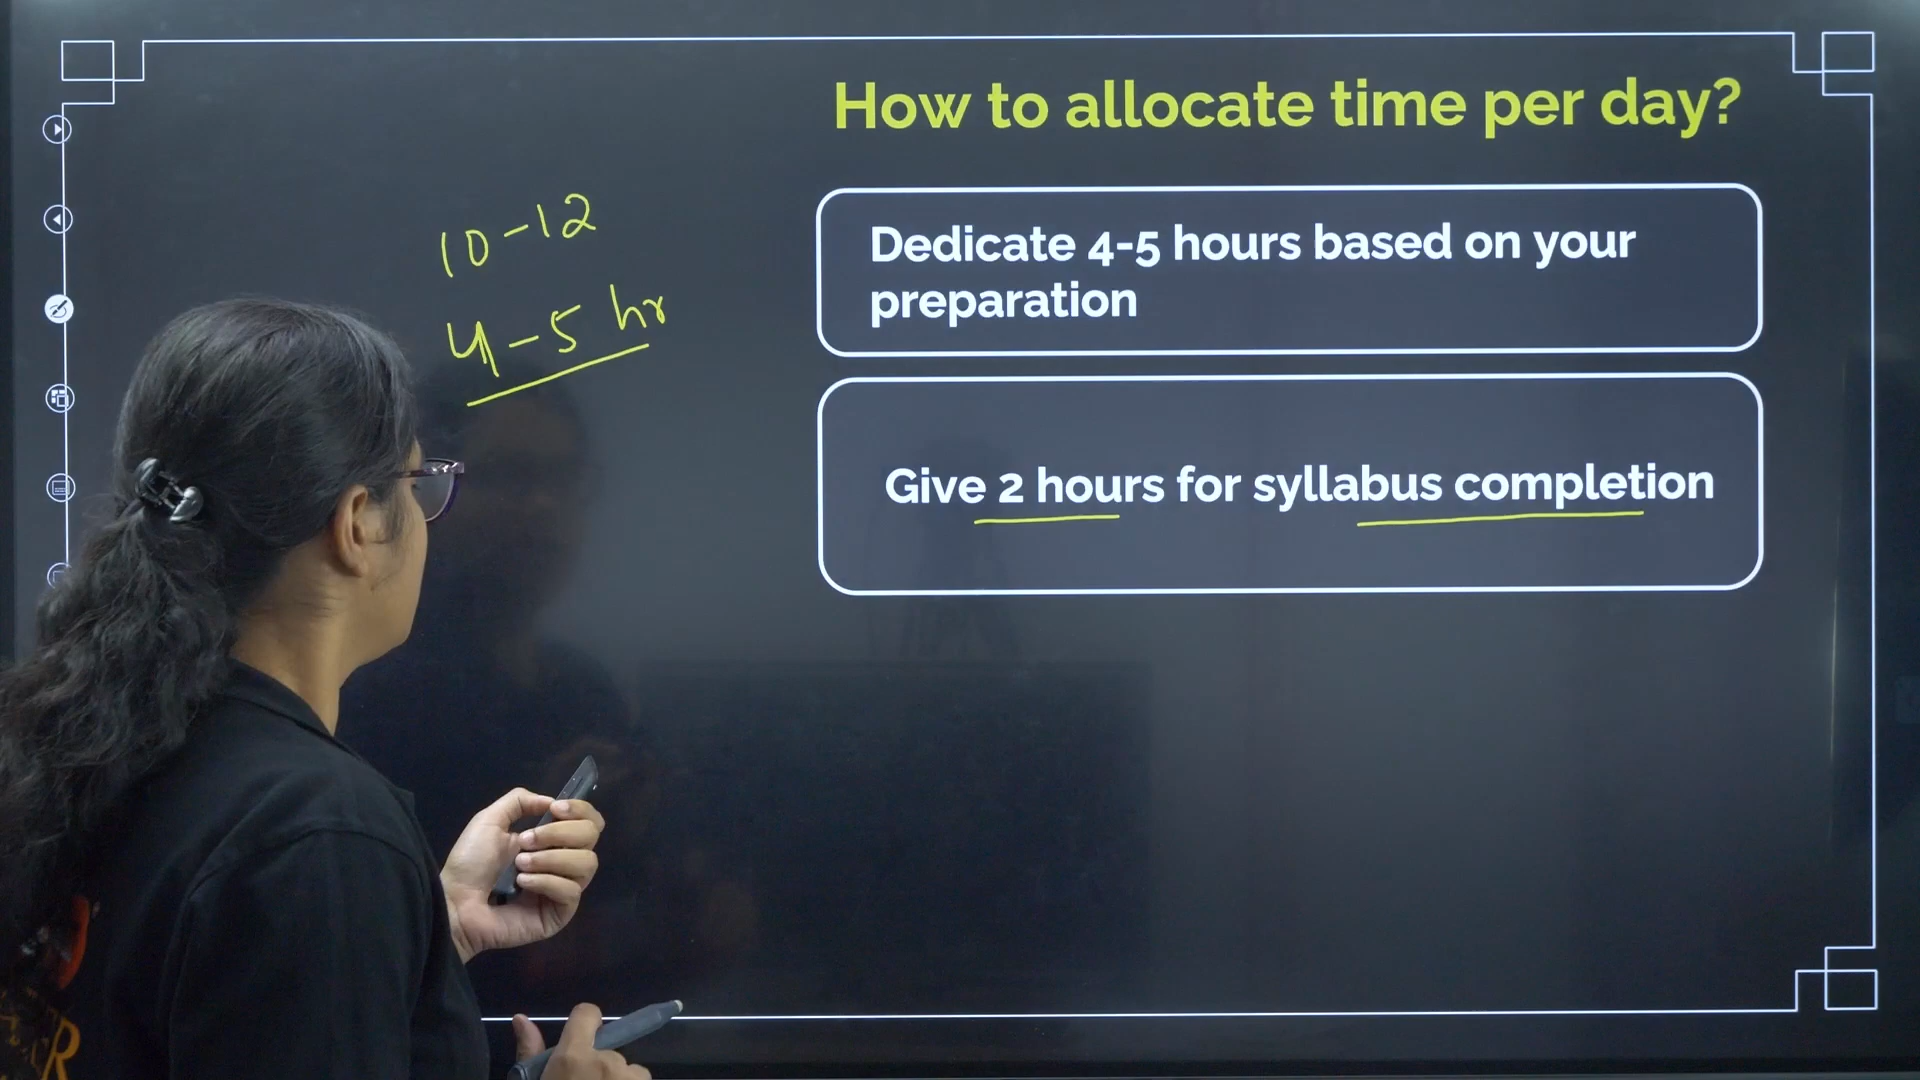 How to allocate time per day?
10-12
4-5 hr
Dedicate 4-5 hours based on your
preparation
Give 2 hours for syllabus completion